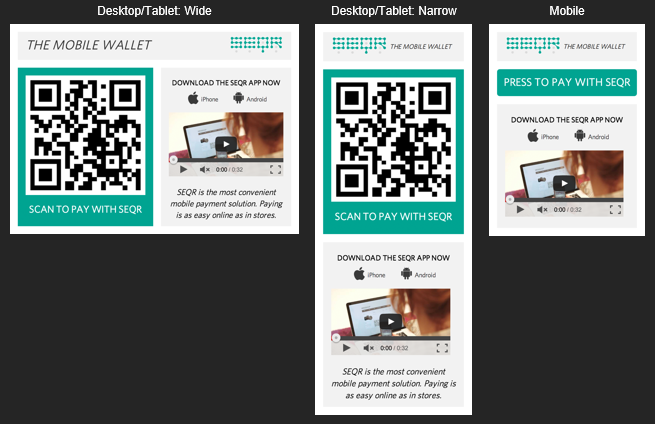 Desktop/Tablet: Wide
THE MOBILE WALLET
SEQR
SCAN TO PAY WITH SEQR
DOWNLOAD THE SEQR APP NOW
iPhone
Android
0:00 / 0:32
SEQR is the most convenient
mobile payment solution. Paying
is as easy online as in stores.
Desktop/Tablet: Narrow
SEQR
THE MOBILE WALLET
SCAN TO PAY WITH SEQR
DOWNLOAD THE SEQR APP NOW
iPhone
Android
0:00 / 0:32
SEQR is the most convenient
mobile payment solution. Paying is
as easy online as in stores.
Mobile
SEQR
THE MOBILE WALLET
PRESS TO PAY WITH SEQR
DOWNLOAD THE SEQR APP NOW
iPhone
Android
0:00 / 0:32